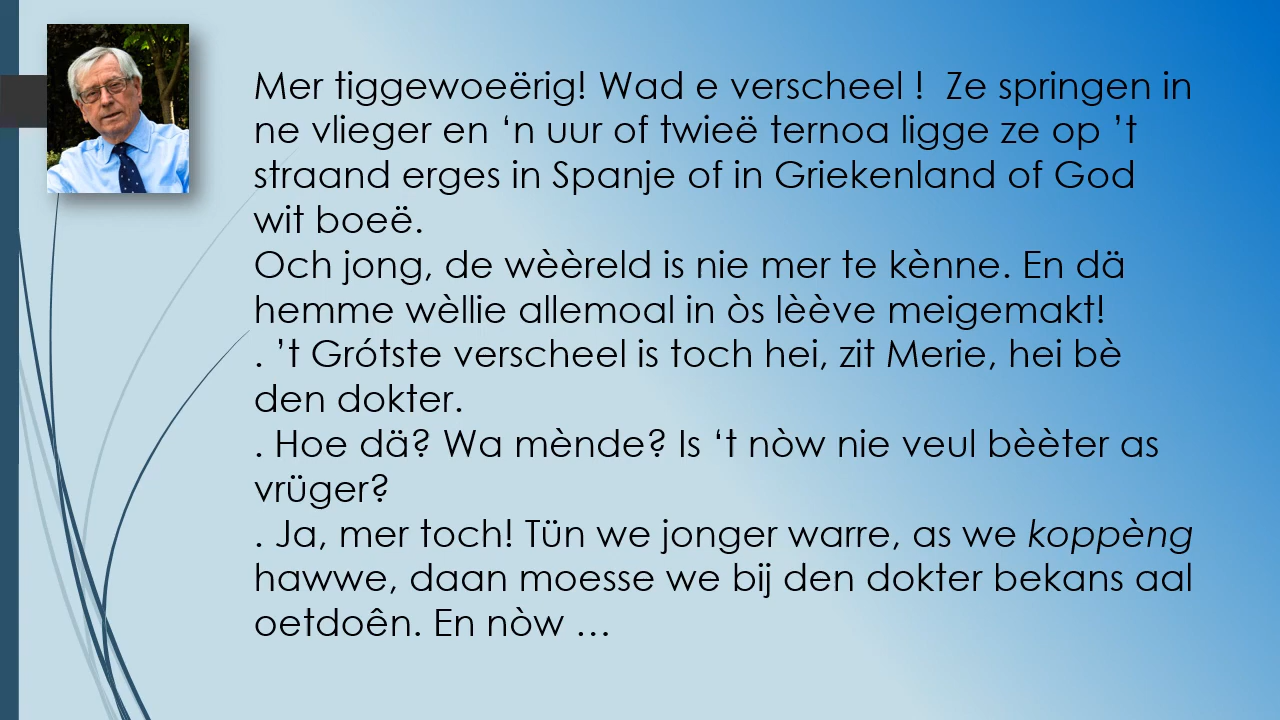 Mer tiggewoeërig! Wad e verscheel !  Ze springen in
ne vlieger en ‘n uur of twieë ternoa ligge ze op ’t
straand erges in Spanje of in Griekenland of God
wit boeë.
Och jong, de wèèreld is nie mer te kènne. En dä
hemme wèllie allemoal in òs lèève meigemakt!
. ’t Grótste verscheel is toch hei, zit Merie, hei bè
den dokter.
. Hoe dä? Wa mènde? Is ‘t nòw nie veul bèèter as
vrüger?
. Ja, mer toch! Tün we jonger warre, as we koppèng
hawwe, daan moesse we bij den dokter bekans aal
oetdoên. En nòw …